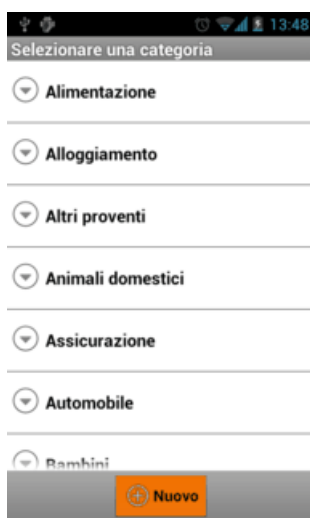 13:48
Selezionare una categoria
Alimentazione
Alloggiamento
Altri proventi
Animali domestici
Assicurazione
Automobile
Bambini
Nuovo